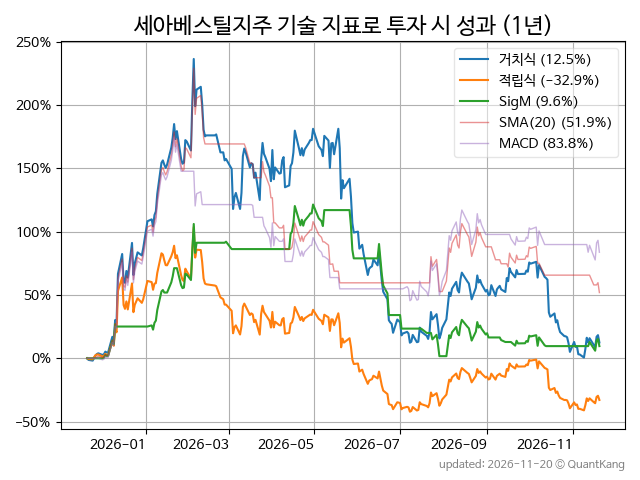 세아베스틸지주 기술 지표로 투자 시 성과 (1년)
250%
200%
150%
100%
50%
0%
−50%
거치식 (12.5%)
적립식 (−32.9%)
SigM (9.6%)
SMA(20) (51.9%)
MACD (83.8%)
2026-01
2026-03
2026-05
2026-07
2026-09
2026-11
updated: 2026-11-20 © QuantKang